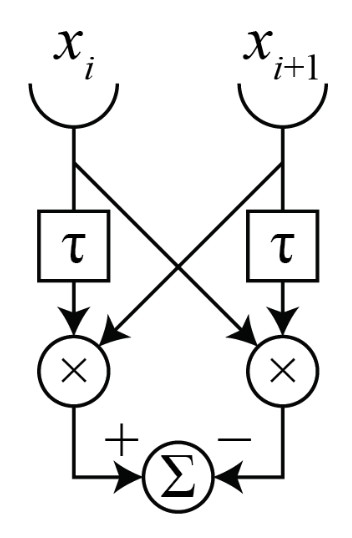 x_i x_{i+1}
τ τ
× ×
+ −
Σ